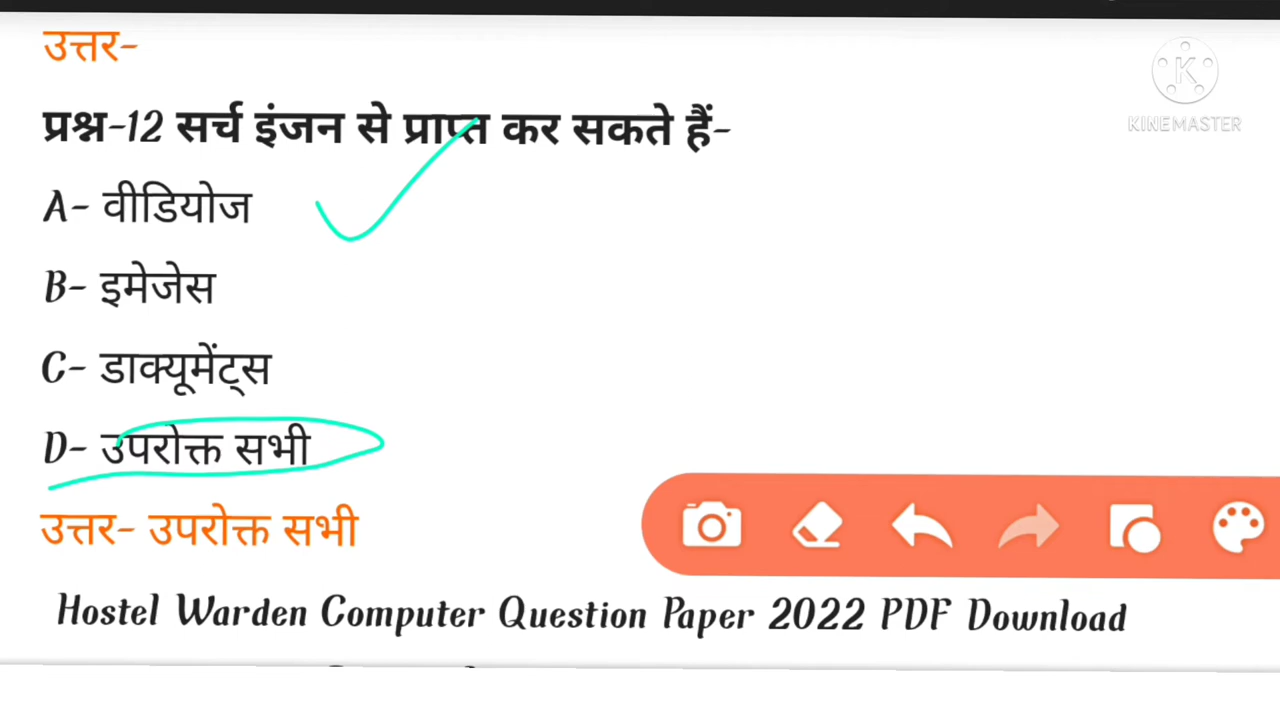 उत्तर-
प्रश्न-12 सर्च इंजन से प्राप्त कर सकते हैं-
KINEMASTER
A- वीडियोज
B- इमेजेस
C- डाक्यूमेंट्स
D- उपरोक्त सभी
उत्तर- उपरोक्त सभी
Hostel Warden Computer Question Paper 2022 PDF Download